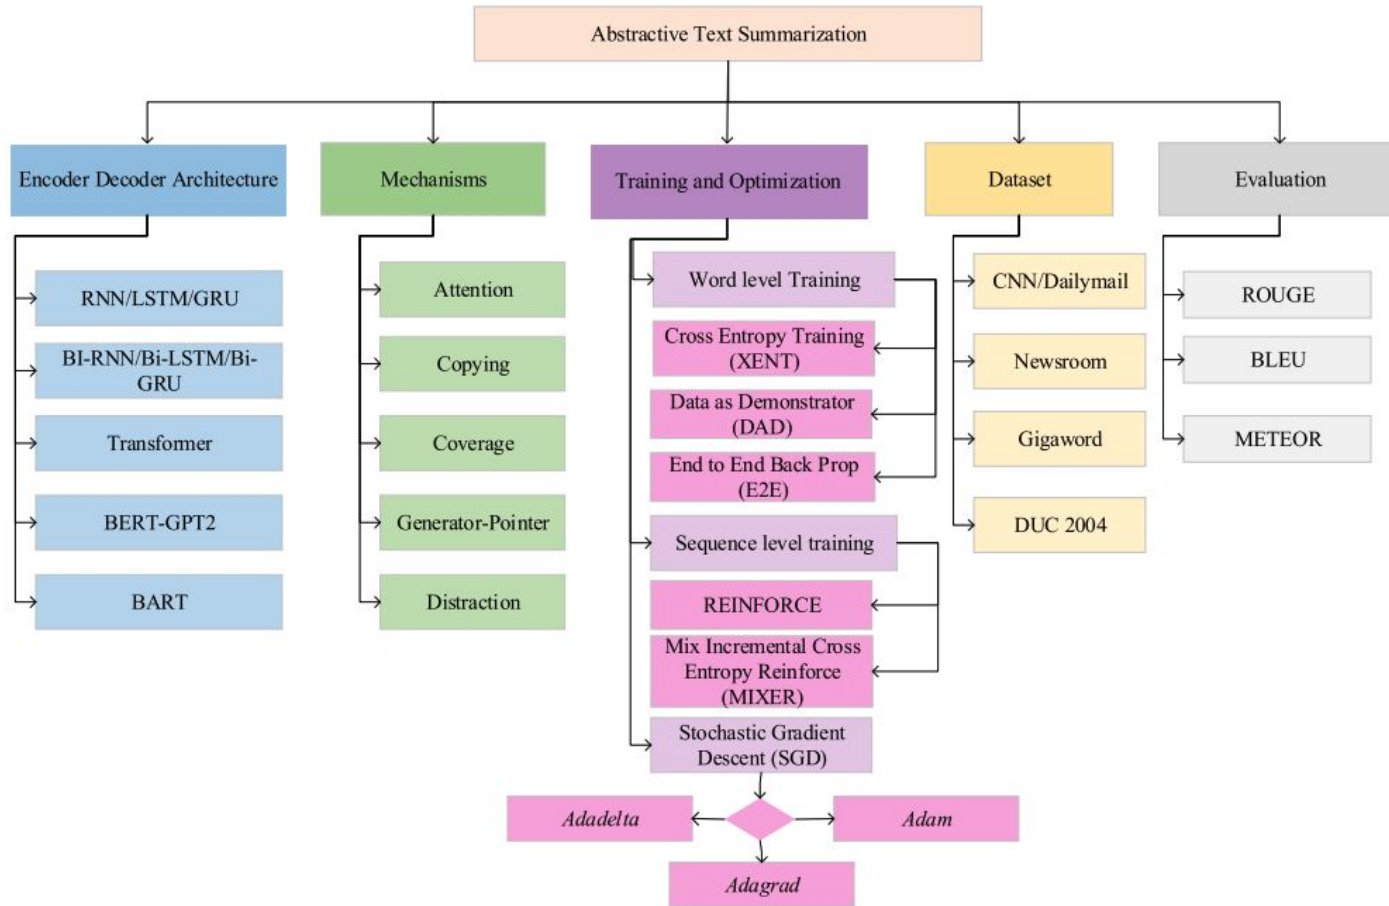 Abstractive Text Summarization
Encoder Decoder Architecture
RNN/LSTM/GRU
BI-RNN/Bi-LSTM/Bi-
GRU
Transformer
BERT-GPT2
BART
Mechanisms
Attention
Copying
Coverage
Generator-Pointer
Distraction
Training and Optimization
Word level Training
Cross Entropy Training
(XENT)
Data as Demonstrator
(DAD)
End to End Back Prop
(E2E)
Sequence level training
REINFORCE
Mix Incremental Cross
Entropy Reinforce
(MIXER)
Stochastic Gradient
Descent (SGD)
Adadelta
Adam
Adagrad
Dataset
CNN/Dailymail
Newsroom
Gigaword
DUC 2004
Evaluation
ROUGE
BLEU
METEOR